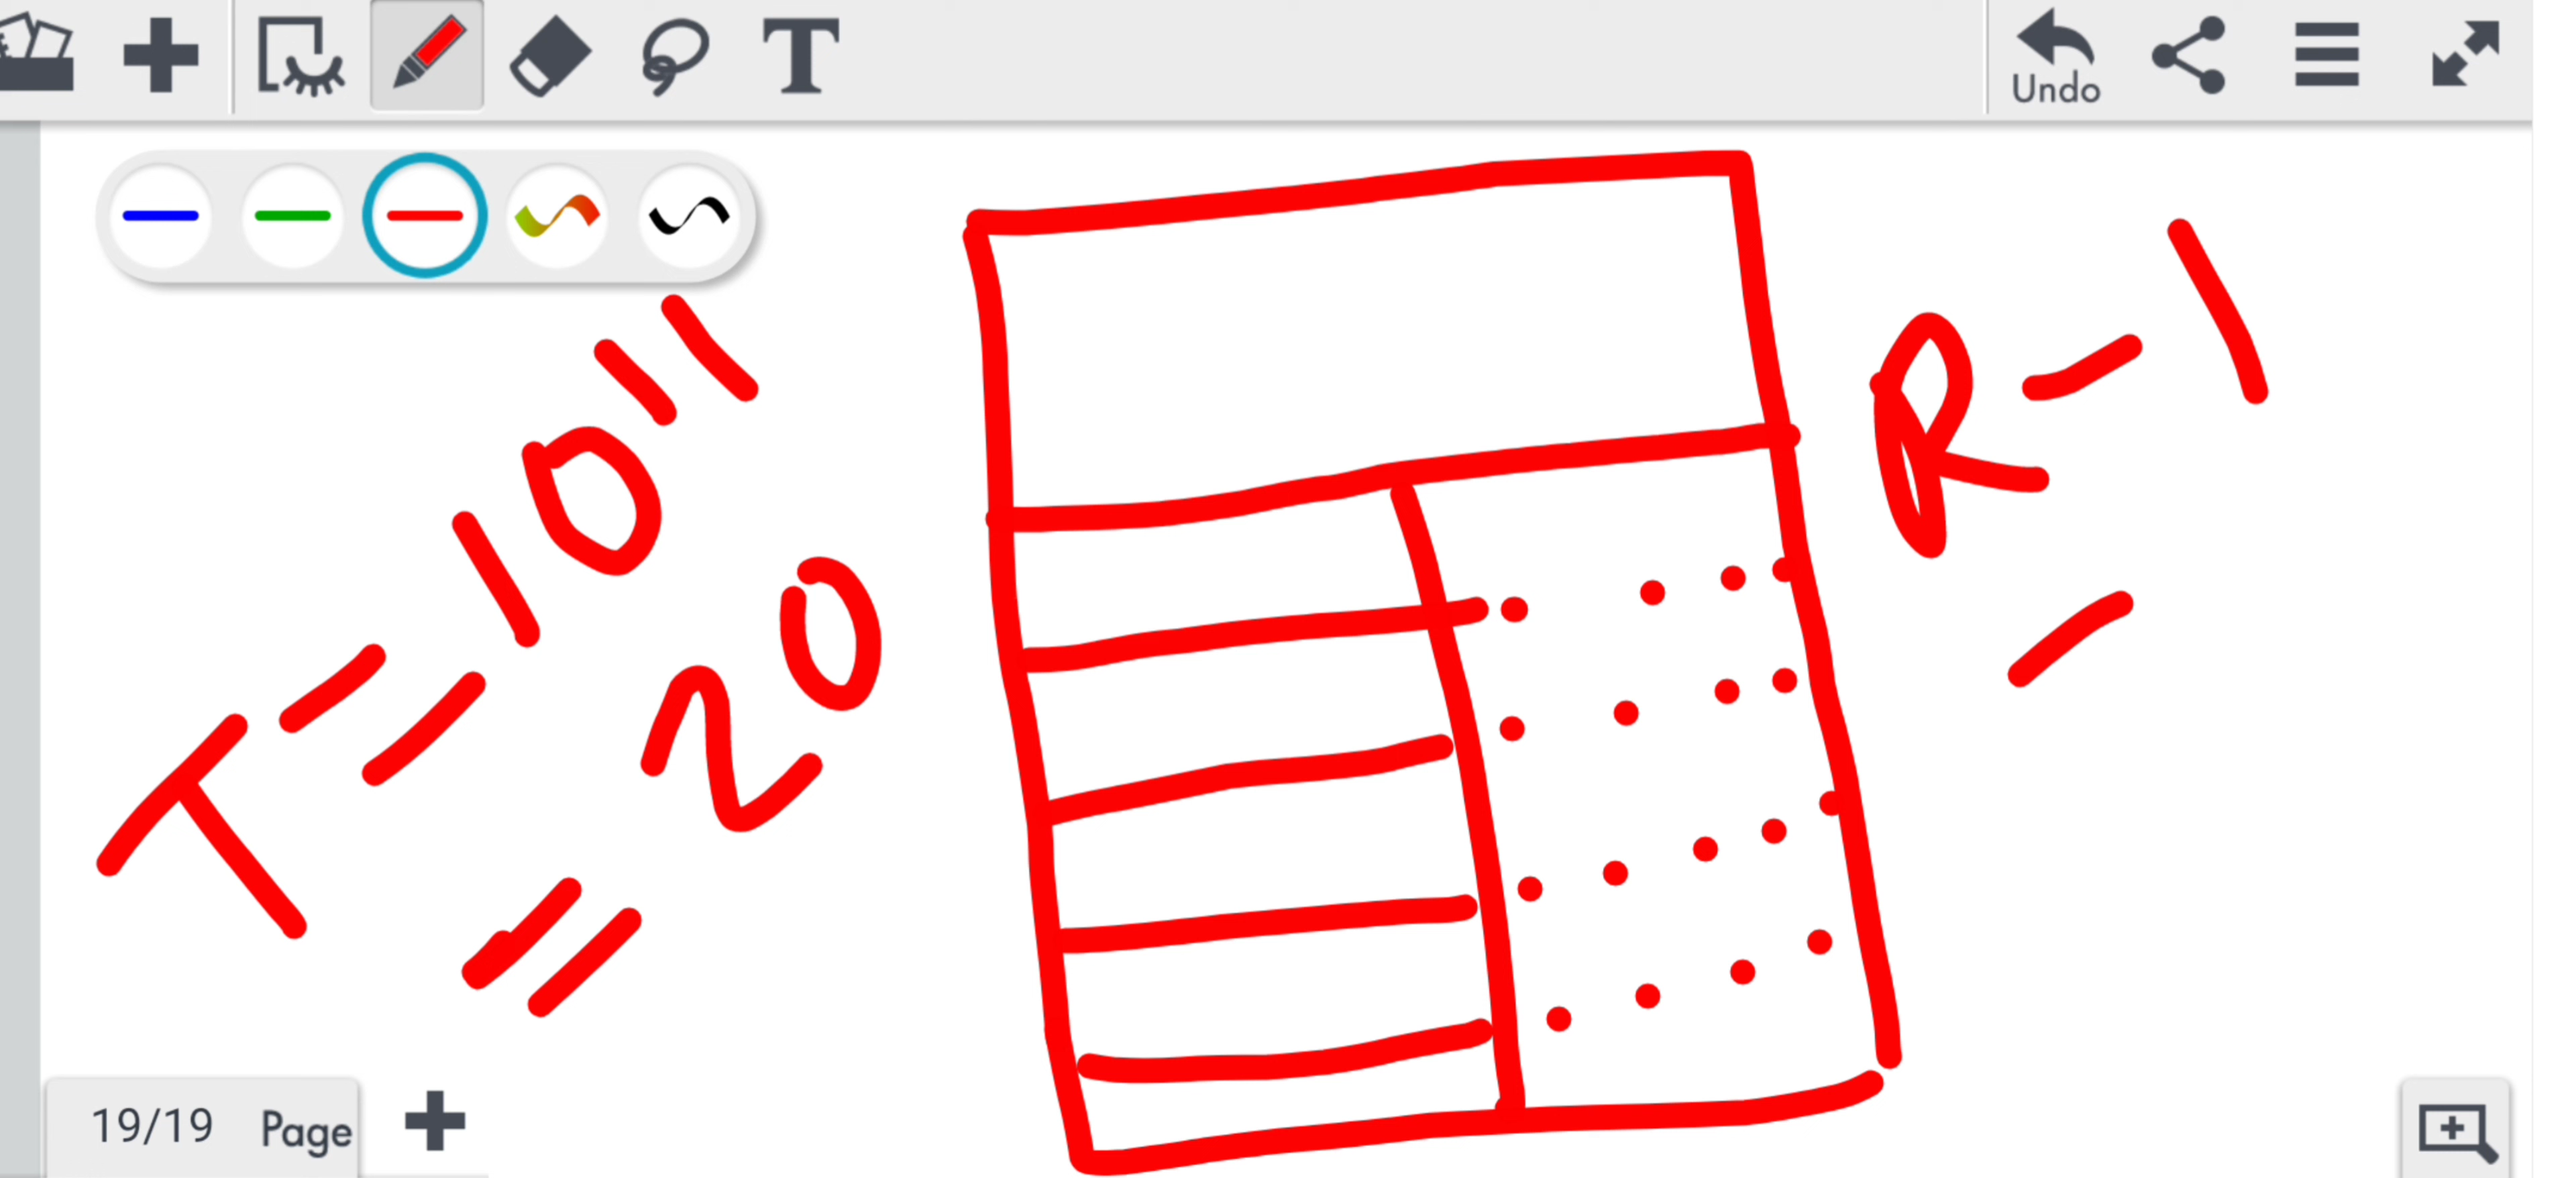 Undo
T = 10"
= 20
R - 1
-
19/19 Page